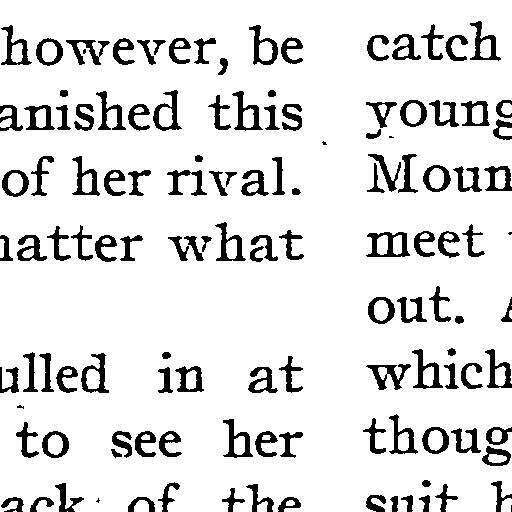 however, be
anished this
of her rival.
hatter what
ulled in at
to see her
ack of the
catch
young
Moun
meet
out.
which
thoug
suit h